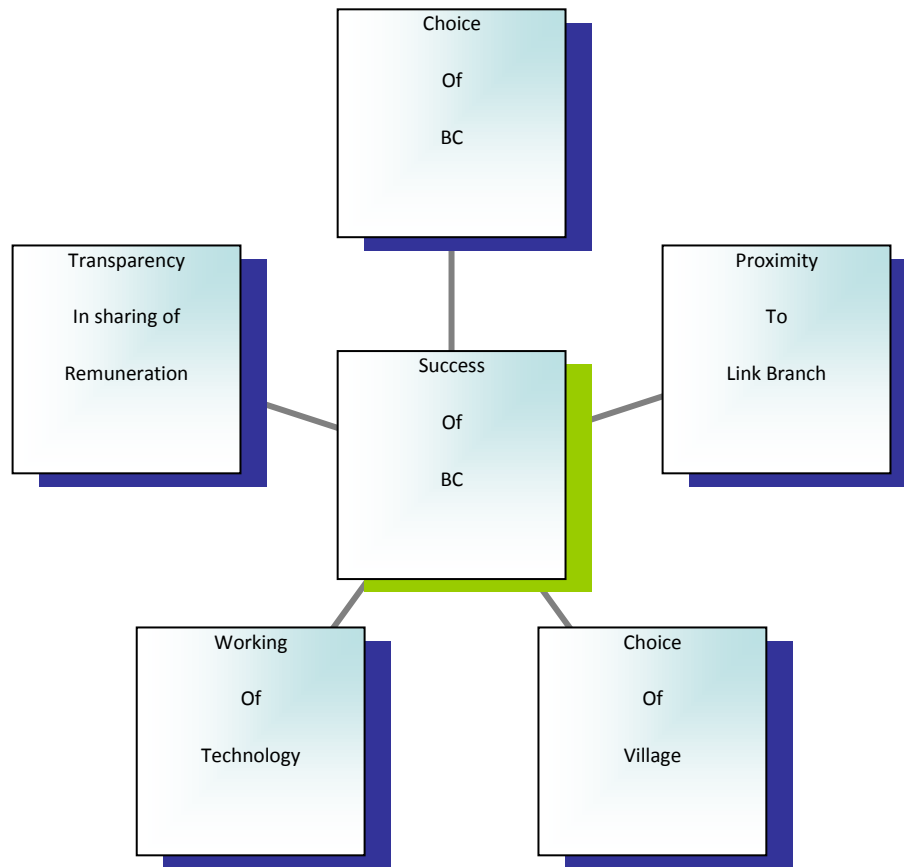 Choice
Of
BC
Transparency
In sharing of
Remuneration
Proximity
To
Link Branch
Success
Of
BC
Working
Of
Technology
Choice
Of
Village